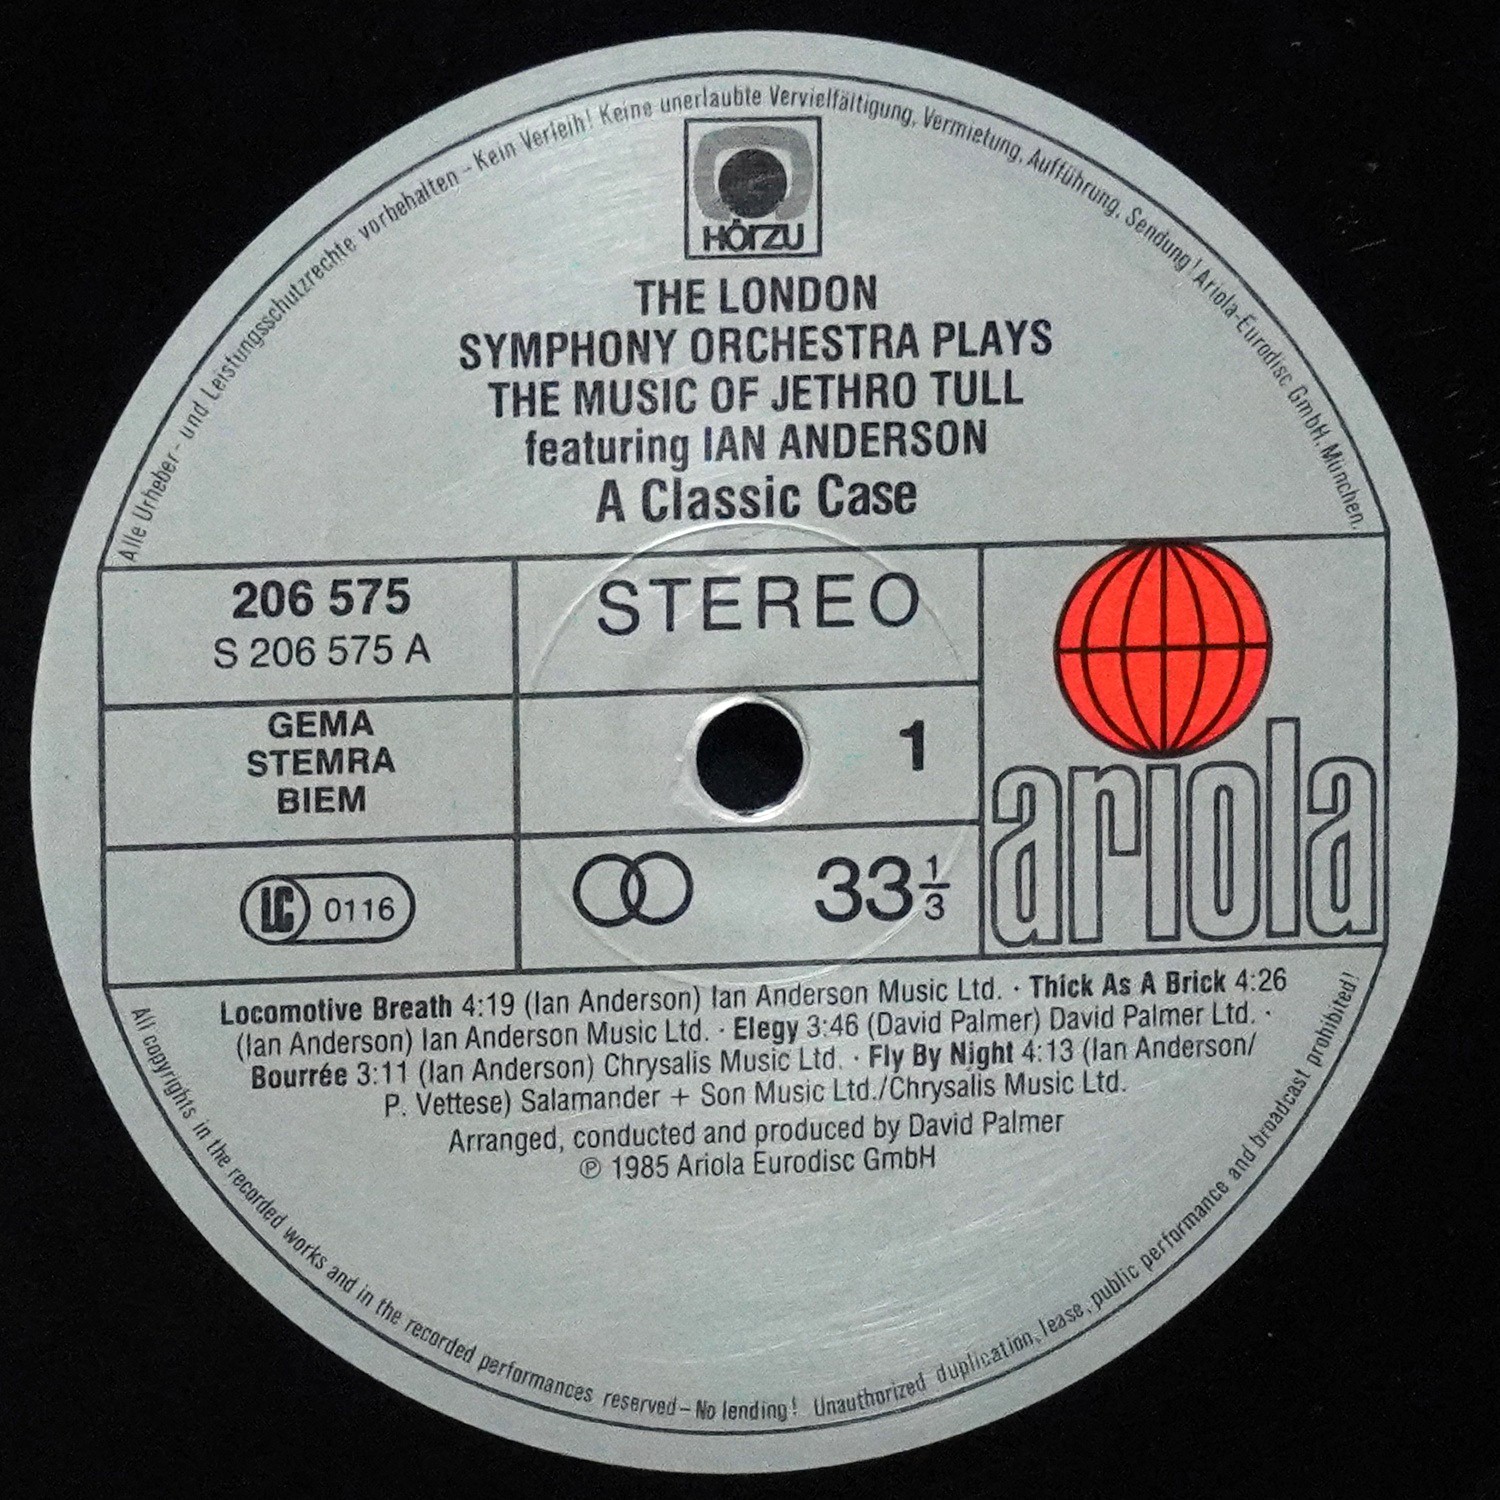 Alle Urheber- und Leistungsschutzrechte vorbehalten - Kein Verleih! Keine unerlaubte Vervielfältigung, Vermietung, Aufführung, Sendung! Ariola-Eurodisc GmbH, München.
HÖRZU
THE LONDON
SYMPHONY ORCHESTRA PLAYS
THE MUSIC OF JETHRO TULL
featuring IAN ANDERSON
A Classic Case
206 575
S 206 575 A
STEREO
GEMA
STEMRA
BIEM
1
LC 0116
33 1/3
ariola
Locomotive Breath 4:19 (Ian Anderson) Ian Anderson Music Ltd. · Thick As A Brick 4:26
(Ian Anderson) Ian Anderson Music Ltd. · Elegy 3:46 (David Palmer) David Palmer Ltd. ·
Bourrée 3:11 (Ian Anderson) Chrysalis Music Ltd. · Fly By Night 4:13 (Ian Anderson/
P. Vettese) Salamander + Son Music Ltd./Chrysalis Music Ltd.
Arranged, conducted and produced by David Palmer
℗ 1985 Ariola Eurodisc GmbH
All copyrights in the recorded works and in the recorded performances reserved – No lending! Unauthorized duplication, lease, public performance and broadcast prohibited!